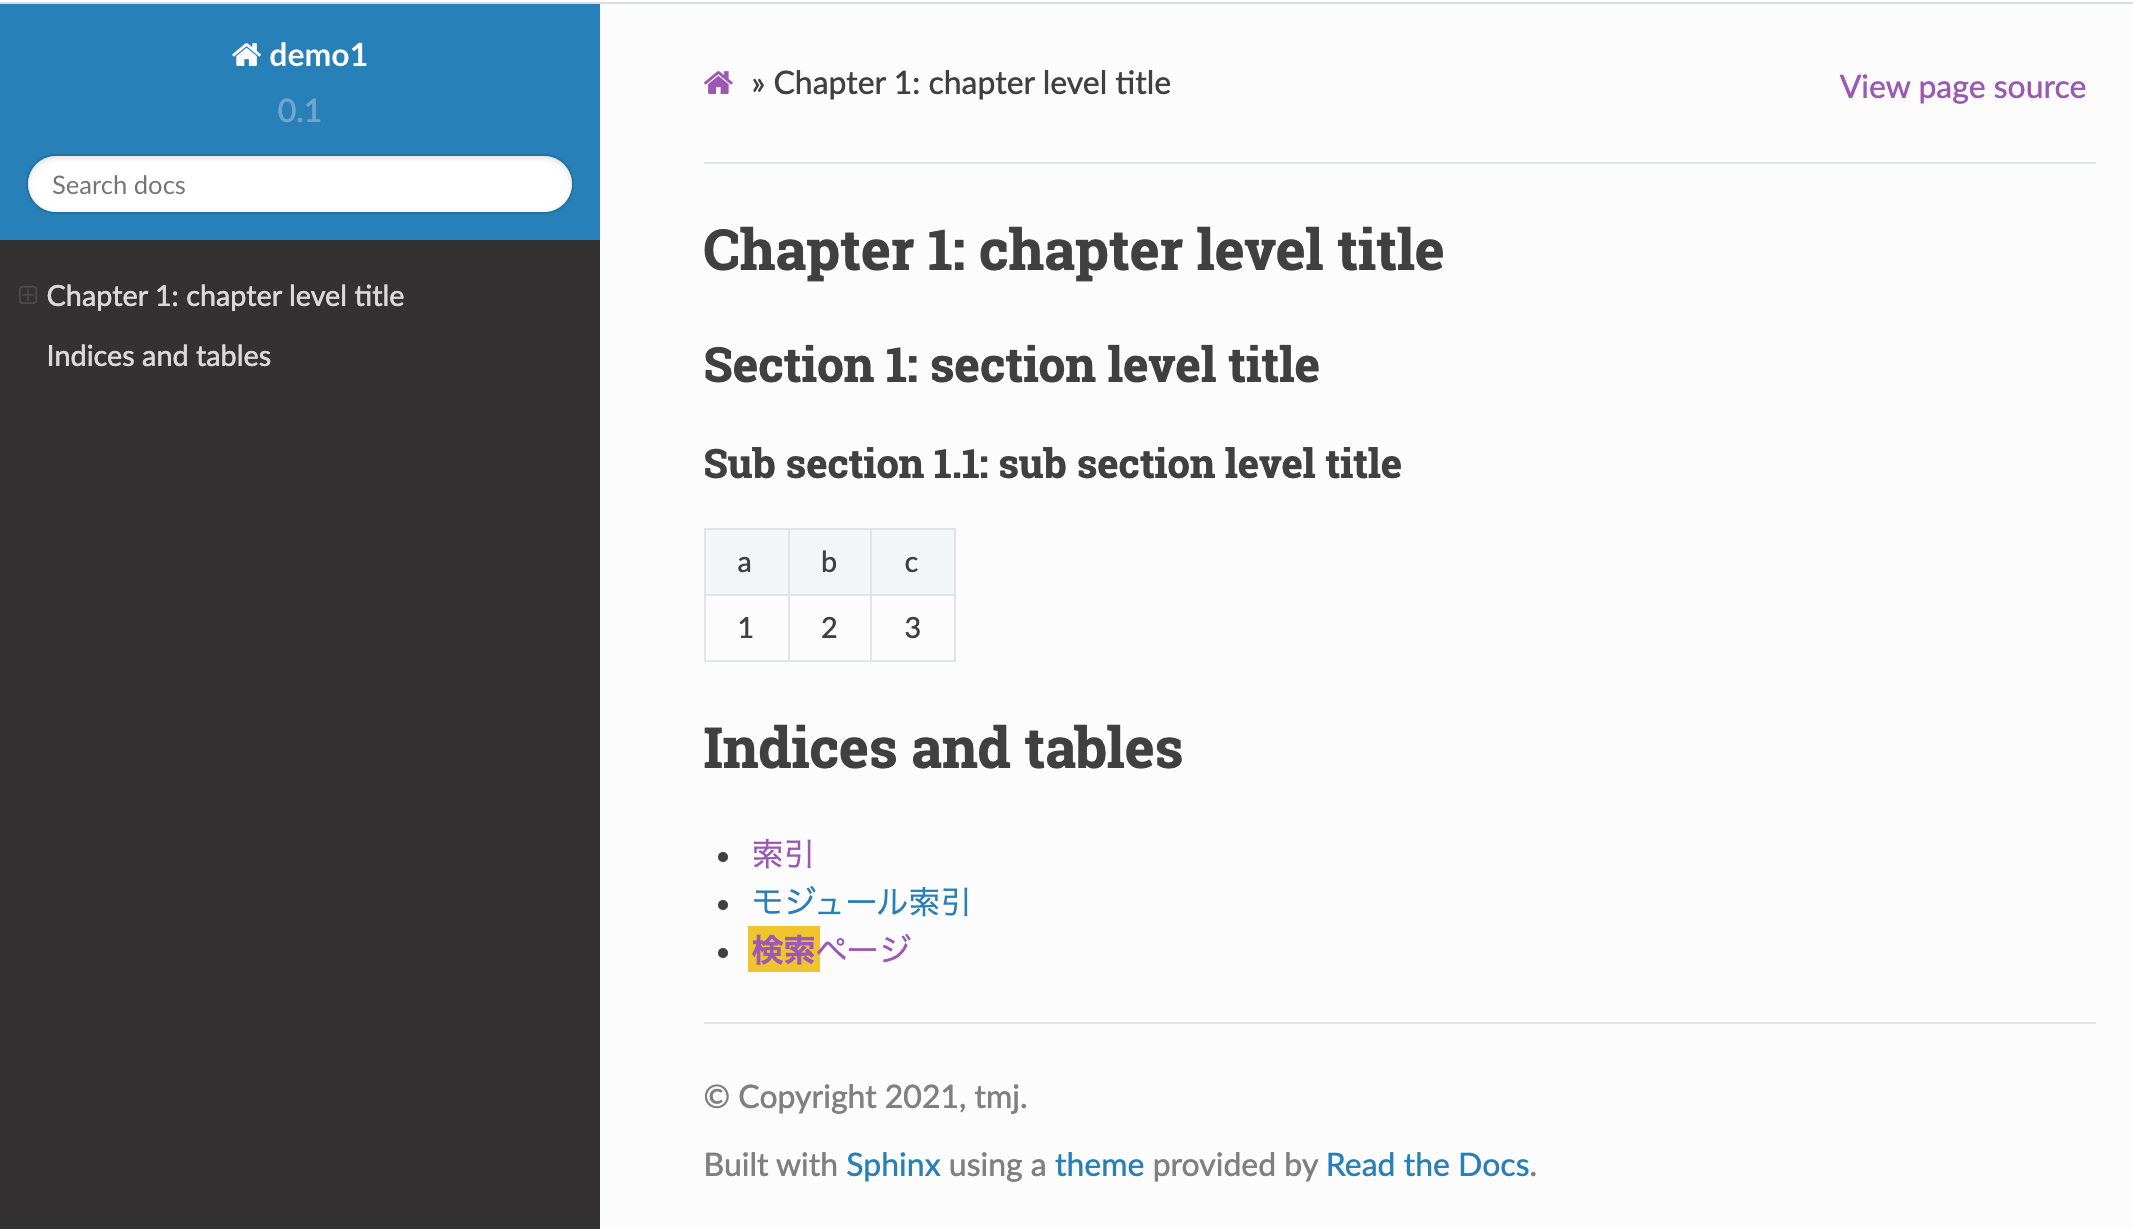 demo1
0.1
Search docs
Chapter 1: chapter level title
Indices and tables
» Chapter 1: chapter level title
View page source
Chapter 1: chapter level title
Section 1: section level title
Sub section 1.1: sub section level title
a b c
1 2 3
Indices and tables
索引
モジュール索引
検索ページ
© Copyright 2021, tmj.
Built with Sphinx using a theme provided by Read the Docs.